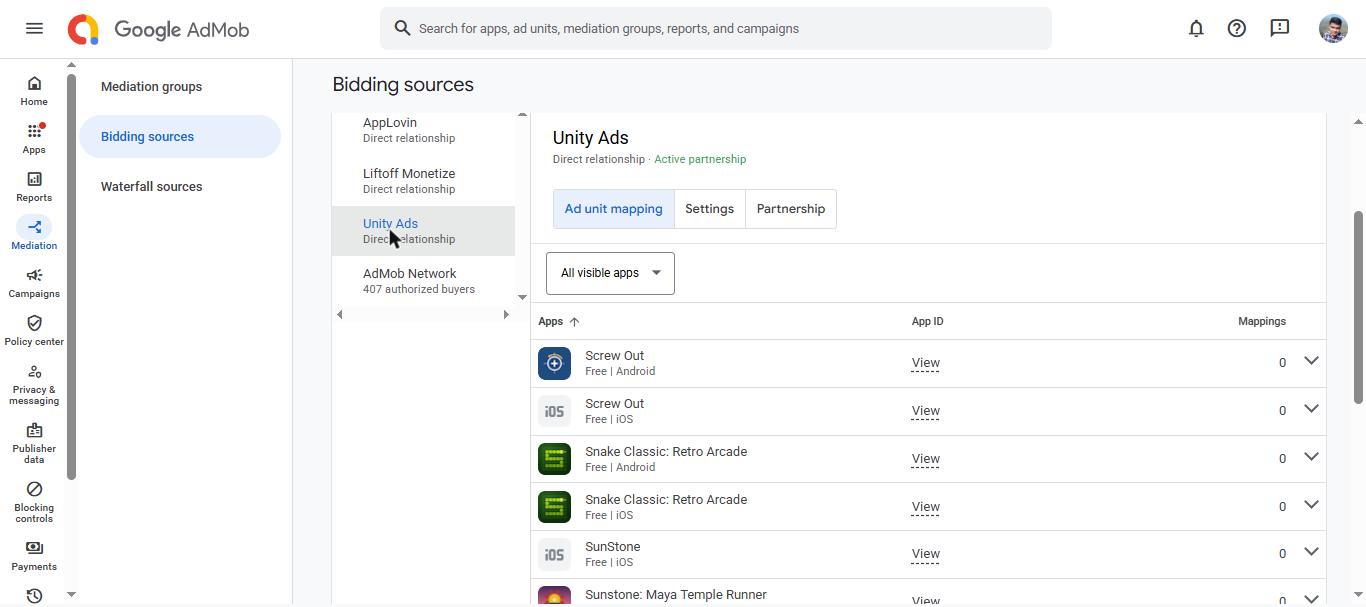 Google AdMob
Search for apps, ad units, mediation groups, reports, and campaigns
Home
Apps
Reports
Mediation
Campaigns
Policy center
Privacy &
messaging
Publisher
data
Blocking
controls
Payments
Mediation groups
Bidding sources
Waterfall sources
Bidding sources
AppLovin
Direct relationship
Liftoff Monetize
Direct relationship
Unity Ads
Direct relationship
AdMob Network
407 authorized buyers
Unity Ads
Direct relationship · Active partnership
Ad unit mapping Settings Partnership
All visible apps
Apps App ID Mappings
Screw Out
Free | Android
View 0
iOS
Screw Out
Free | iOS
View 0
Snake Classic: Retro Arcade
Free | Android
View 0
Snake Classic: Retro Arcade
Free | iOS
View 0
iOS
SunStone
Free | iOS
View 0
Sunstone: Maya Temple Runner
View 0